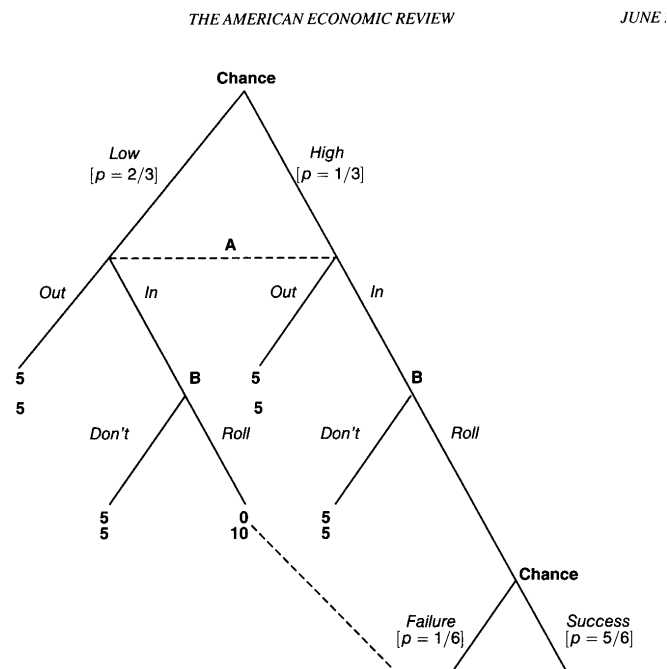 THE AMERICAN ECONOMIC REVIEW JUNE
Chance
Low High
[p = 2/3] [p = 1/3]
A
Out In Out In
5 5
5 5
B B
Don't Roll Don't Roll
5 0 5
5 10 5
Chance
Failure Success
[p = 1/6] [p = 5/6]